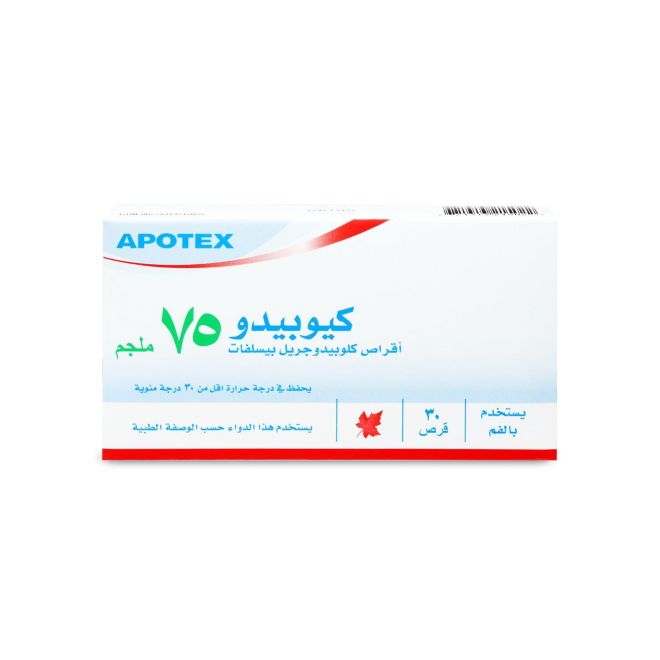 APOTEX
كيوبيدو ٧٥ ملجم
أقراص كلوبيدوجريل بيسلفات
يحفظ في درجة حرارة اقل من ٣٠ درجة مئوية
يستخدم بالفم
٣٠ قرص
يستخدم هذا الدواء حسب الوصفة الطبية